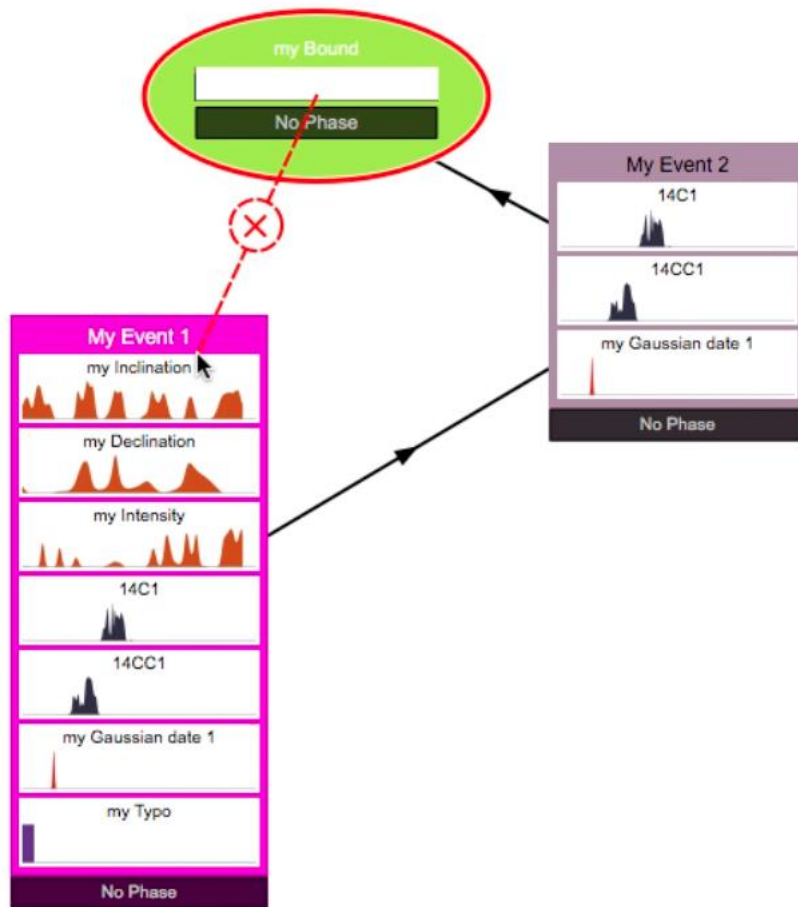 my Bound
No Phase
My Event 2
14C1
14CC1
my Gaussian date 1
No Phase
My Event 1
my Inclination
my Declination
my Intensity
14C1
14CC1
my Gaussian date 1
my Typo
No Phase